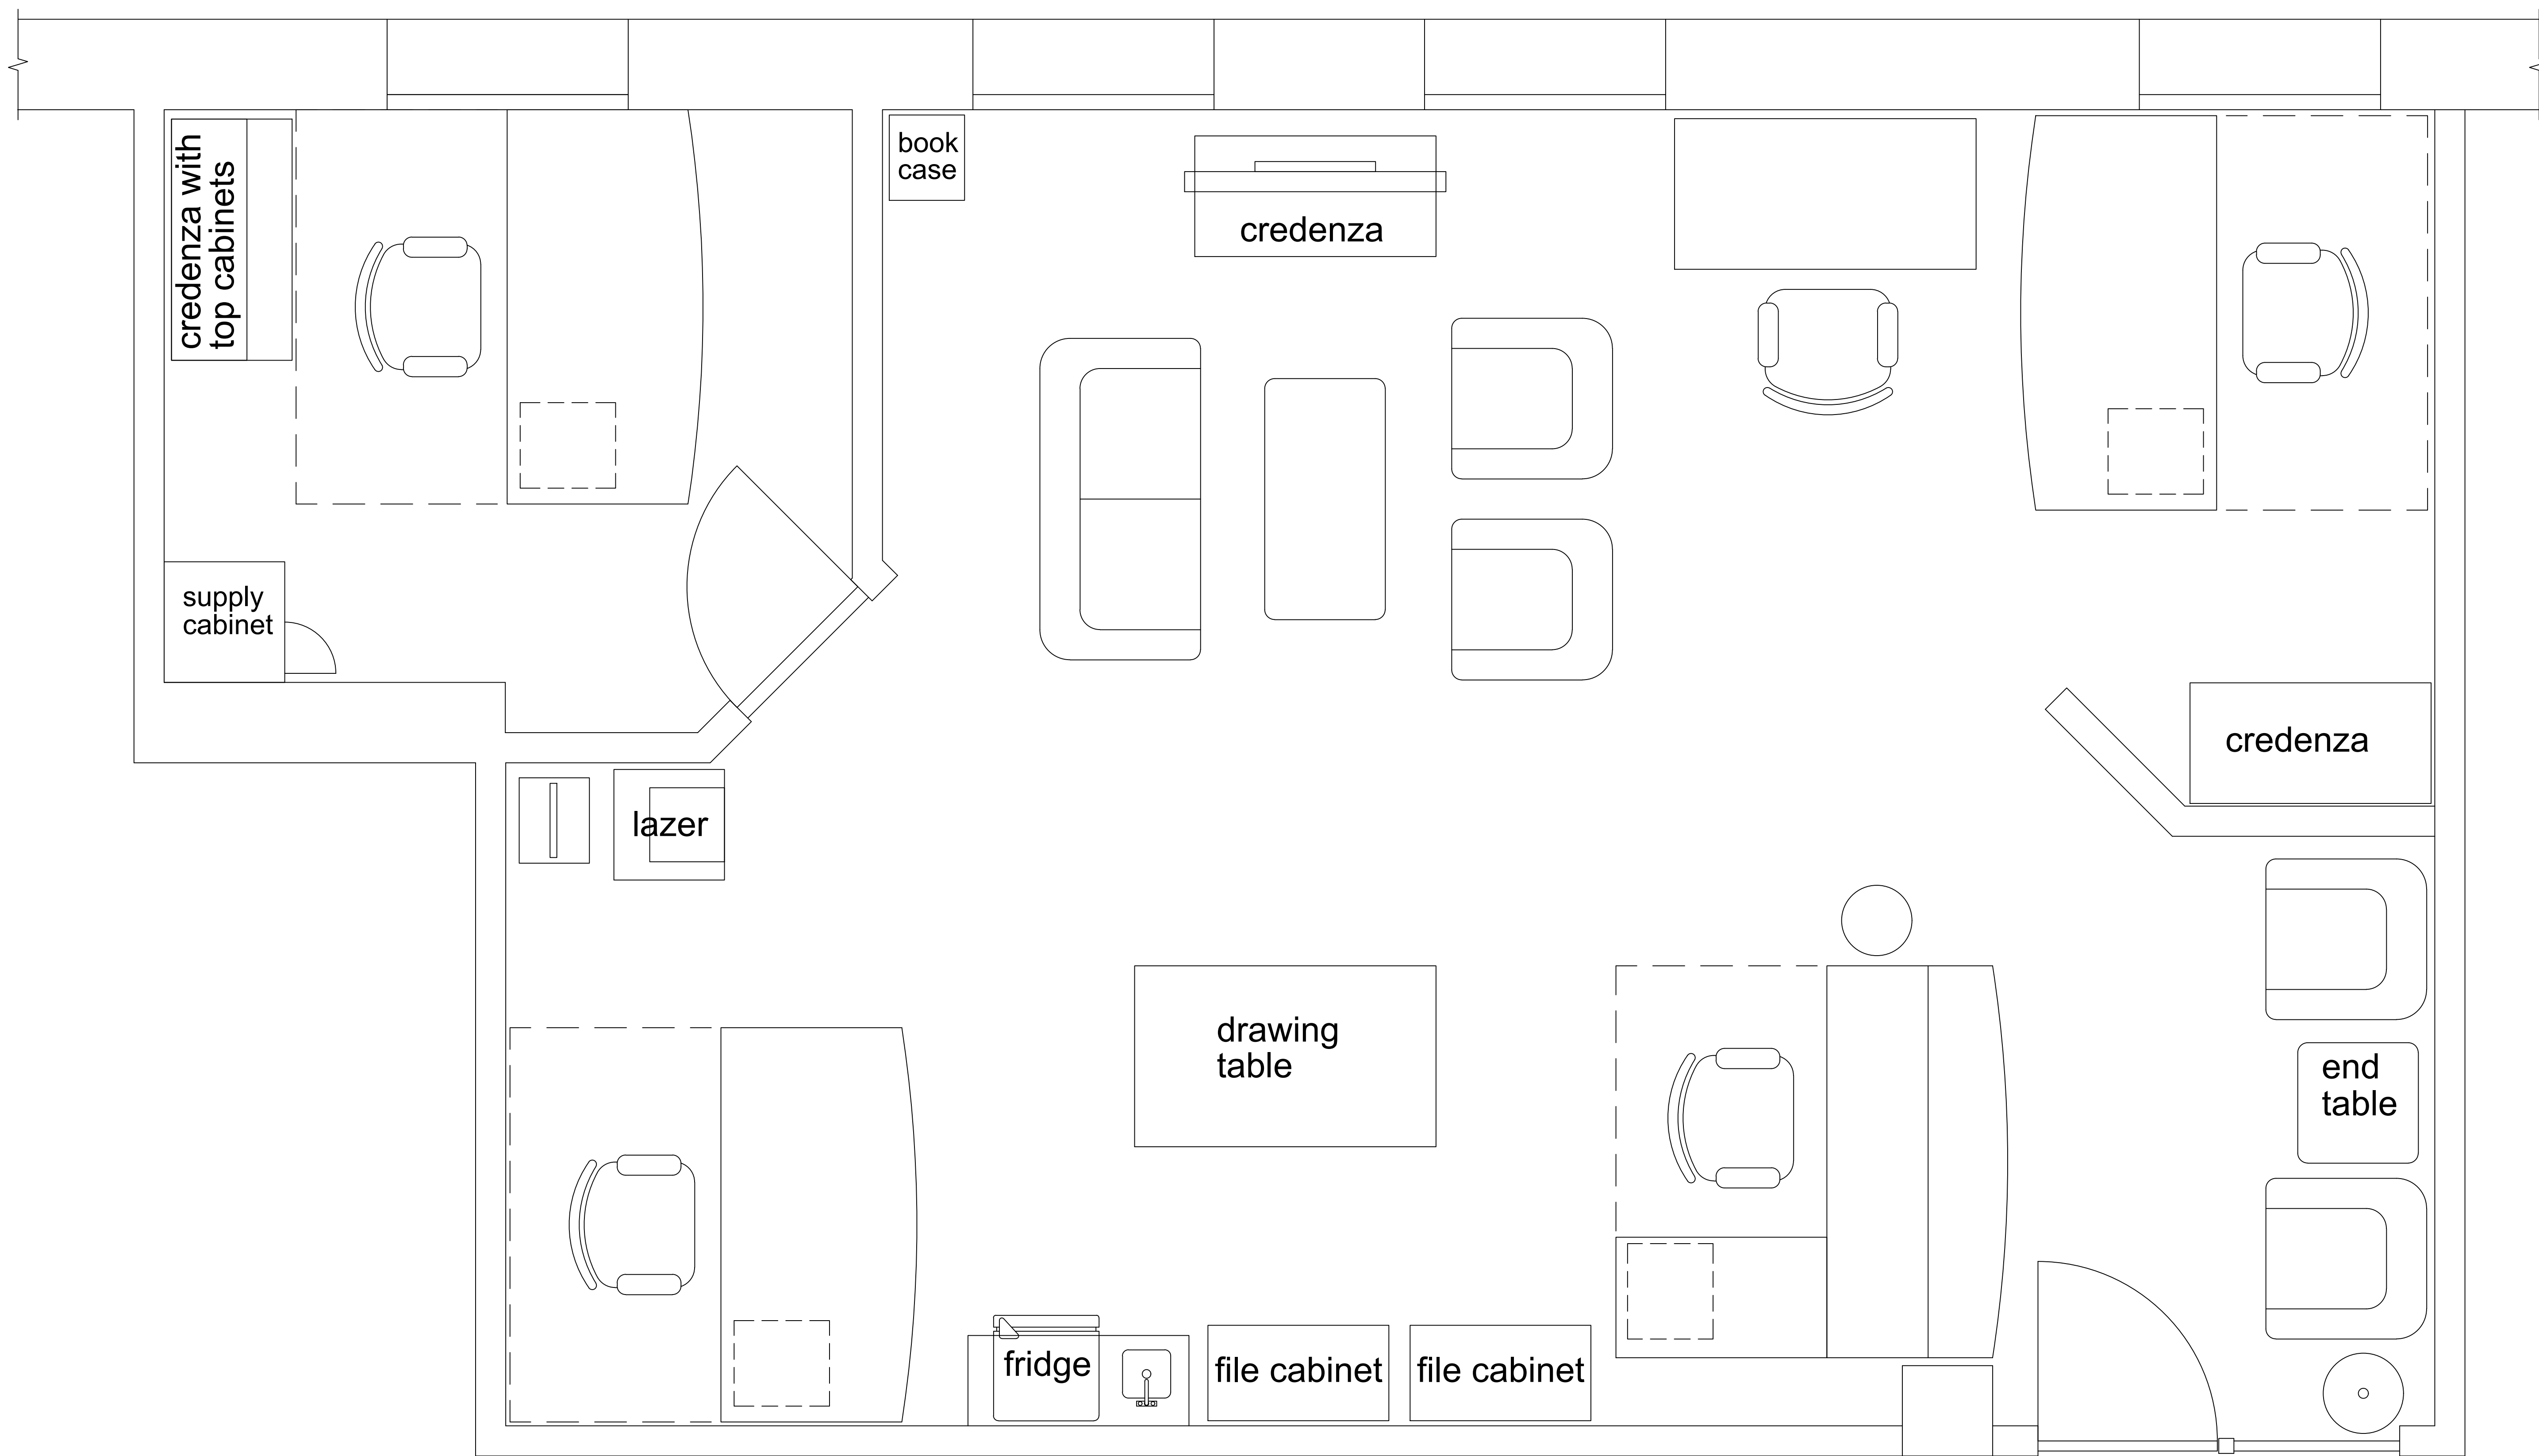 credenza with
top cabinets
book
case
credenza
supply
cabinet
credenza
lazer
drawing
table
end
table
fridge
file cabinet
file cabinet